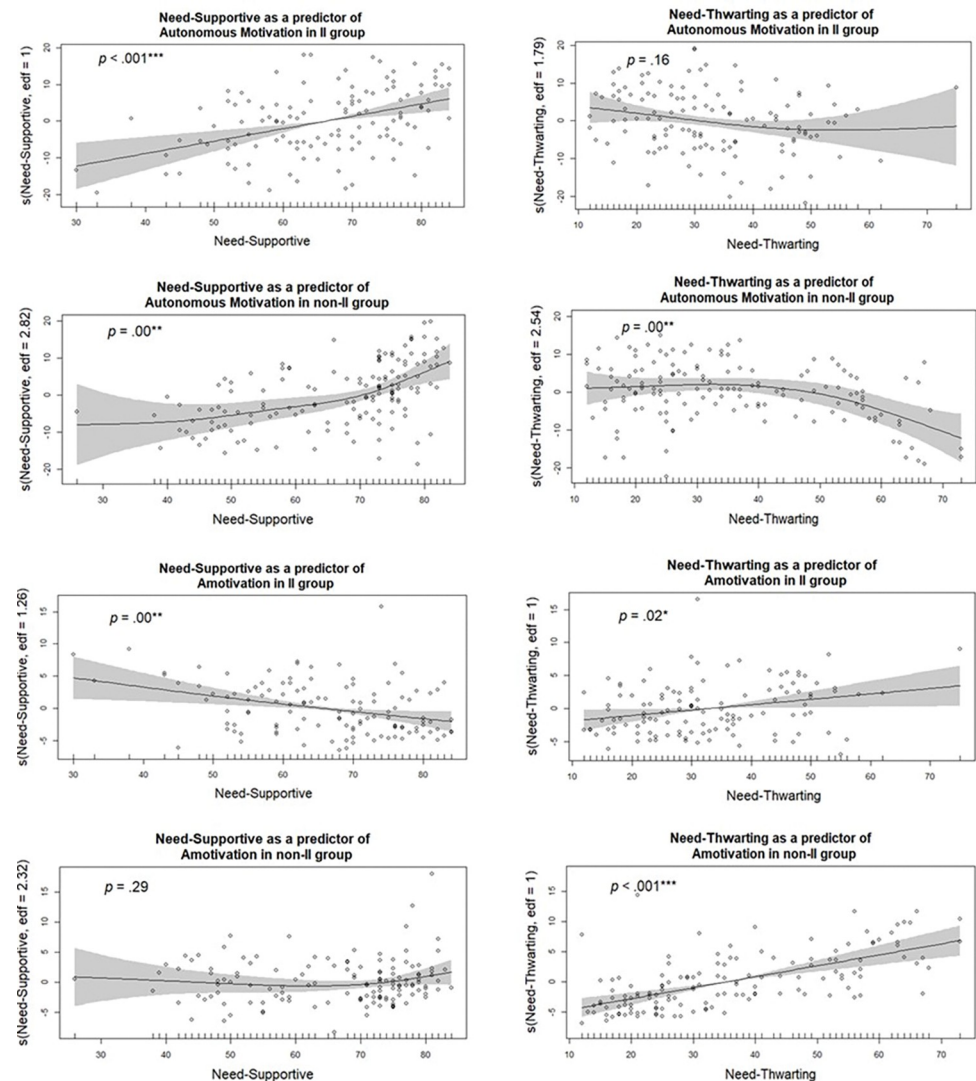 Need-Supportive as a predictor of
Autonomous Motivation in II group
s(Need-Supportive, edf = 1)
20
10
0
-10
-20
p < .001***
30 40 50 60 70 80
Need-Supportive
Need-Thwarting as a predictor of
Autonomous Motivation in II group
s(Need-Thwarting, edf = 1.79)
20
10
0
-10
-20
p = .16
10 20 30 40 50 60 70
Need-Thwarting
Need-Supportive as a predictor of
Autonomous Motivation in non-II group
s(Need-Supportive, edf = 2.82)
20
10
0
-10
-20
p = .00**
30 40 50 60 70 80
Need-Supportive
Need-Thwarting as a predictor of
Autonomous Motivation in non-II group
s(Need-Thwarting, edf = 2.54)
20
10
0
-10
-20
p = .00**
10 20 30 40 50 60 70
Need-Thwarting
Need-Supportive as a predictor of
Amotivation in II group
s(Need-Supportive, edf = 1.26)
15
10
5
0
-5
p = .00**
30 40 50 60 70 80
Need-Supportive
Need-Thwarting as a predictor of
Amotivation in II group
s(Need-Thwarting, edf = 1)
15
10
5
0
-5
p = .02*
10 20 30 40 50 60 70
Need-Thwarting
Need-Supportive as a predictor of
Amotivation in non-II group
s(Need-Supportive, edf = 2.32)
15
10
5
0
-5
p = .29
30 40 50 60 70 80
Need-Supportive
Need-Thwarting as a predictor of
Amotivation in non-II group
s(Need-Thwarting, edf = 1)
15
10
5
0
-5
p < .001***
10 20 30 40 50 60 70
Need-Thwarting